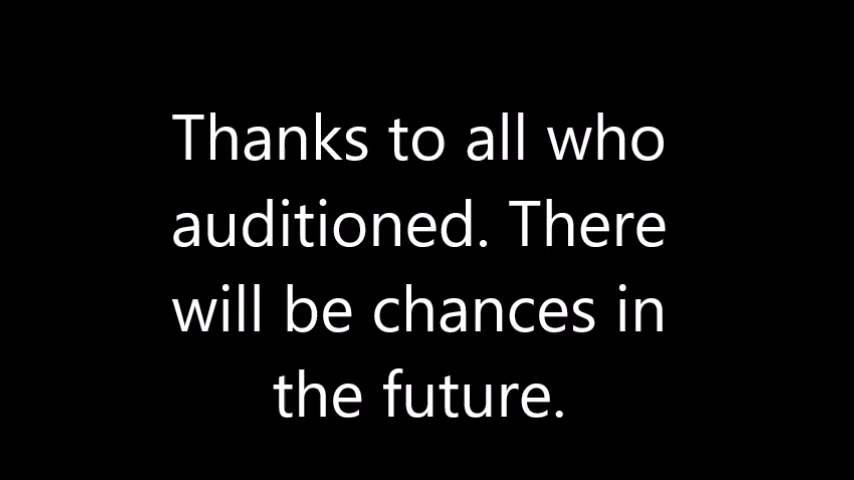 Thanks to all who
auditioned. There
will be chances in
the future.